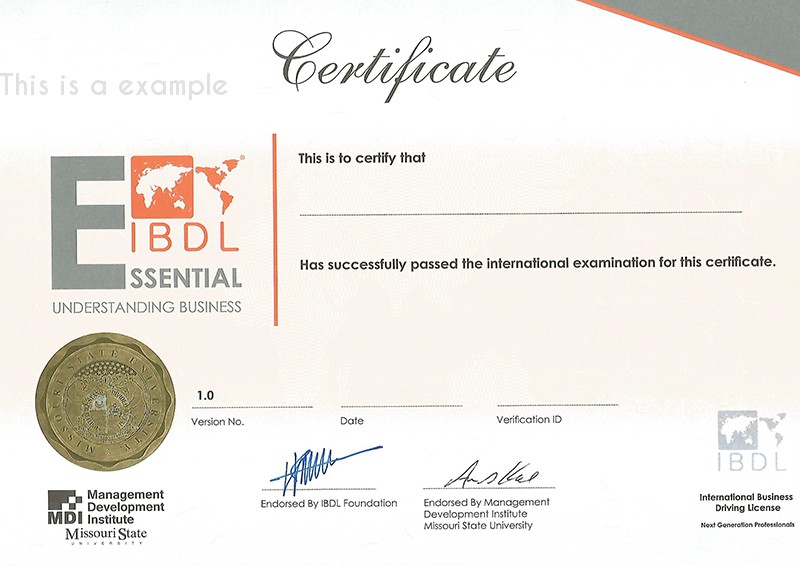 Certificate
This is a example
This is to certify that
E
IBDL
SSENTIAL
UNDERSTANDING BUSINESS
Has successfully passed the international examination for this certificate.
MISSOURI STATE UNIVERSITY
1.0
Version No.
Date
Verification ID
IBDL
International Business
Driving License
Next Generation Professionals
Endorsed By IBDL Foundation
Endorsed By Management
Development Institute
Missouri State University
MDI
Management
Development
Institute
Missouri State
UNIVERSITY